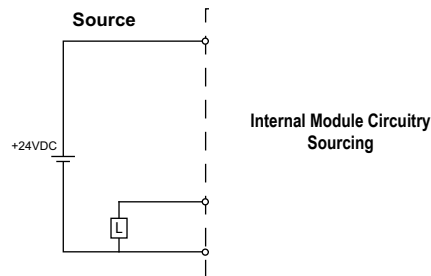 Source
Internal Module Circuitry
Sourcing
+24VDC
L